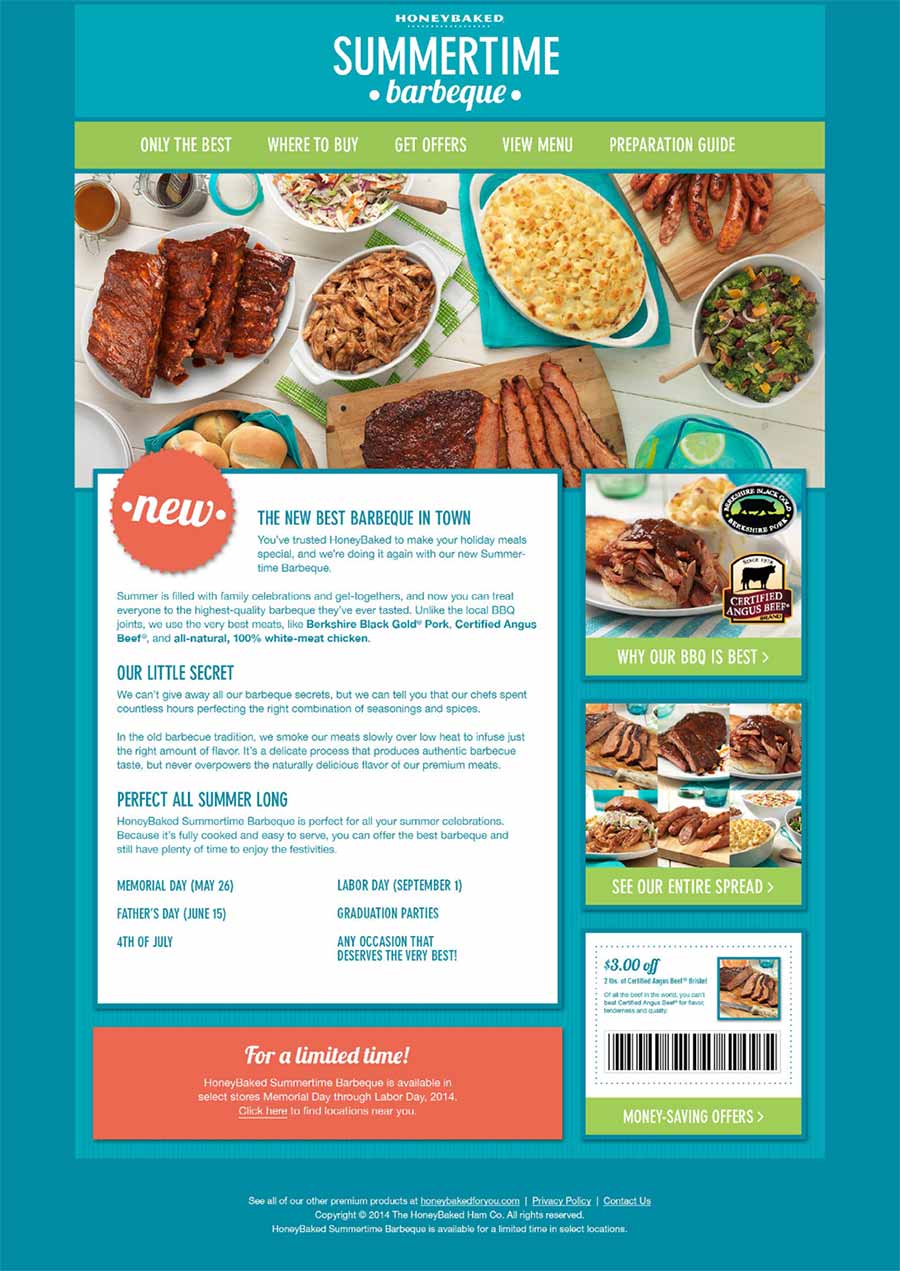 HONEYBAKED
SUMMERTIME
• barbeque •
ONLY THE BEST WHERE TO BUY GET OFFERS VIEW MENU PREPARATION GUIDE
• new •
THE NEW BEST BARBEQUE IN TOWN
You've trusted HoneyBaked to make your holiday meals
special, and we're doing it again with our new Summer-
time Barbeque.
Summer is filled with family celebrations and get-togethers, and now you can treat
everyone to the highest-quality barbeque they've ever tasted. Unlike the local BBQ
joints, we use the very best meats, like Berkshire Black Gold® Pork, Certified Angus
Beef®, and all-natural, 100% white-meat chicken.
OUR LITTLE SECRET
We can't give away all our barbeque secrets, but we can tell you that our chefs spent
countless hours perfecting the right combination of seasonings and spices.
In the old barbecue tradition, we smoke our meats slowly over low heat to infuse just
the right amount of flavor. It's a delicate process that produces authentic barbecue
taste, but never overpowers the naturally delicious flavor of our premium meats.
PERFECT ALL SUMMER LONG
HoneyBaked Summertime Barbeque is perfect for all your summer celebrations.
Because it's fully cooked and easy to serve, you can offer the best barbeque and
still have plenty of time to enjoy the festivities.
MEMORIAL DAY (MAY 26)
FATHER'S DAY (JUNE 15)
4TH OF JULY
LABOR DAY (SEPTEMBER 1)
GRADUATION PARTIES
ANY OCCASION THAT
DESERVES THE VERY BEST!
For a limited time!
HoneyBaked Summertime Barbeque is available in
select stores Memorial Day through Labor Day, 2014.
Click here to find locations near you.
BERKSHIRE BLACK GOLD
BERKSHIRE PORK
SINCE 1978
CERTIFIED
ANGUS BEEF®
BRAND
WHY OUR BBQ IS BEST >
SEE OUR ENTIRE SPREAD >
$3.00 off
2 lbs. of Certified Angus Beef® Brisket
Of all the beef in the world, you can't
beat Certified Angus Beef® for flavor,
tenderness and quality.
MONEY-SAVING OFFERS >
See all of our other premium products at honeybakedforyou.com | Privacy Policy | Contact Us
Copyright © 2014 The HoneyBaked Ham Co. All rights reserved.
HoneyBaked Summertime Barbeque is available for a limited time in select locations.